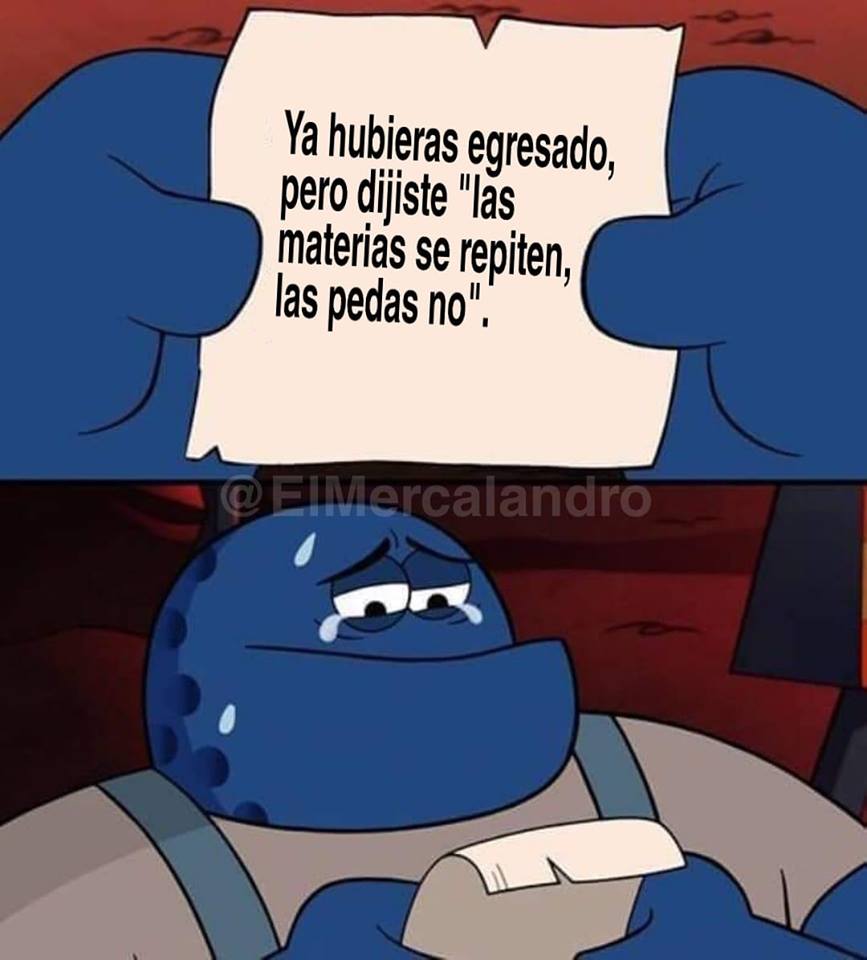 Ya hubieras egresado,
pero dijiste "las
materias se repiten,
las pedas no".
@ElMercalandro